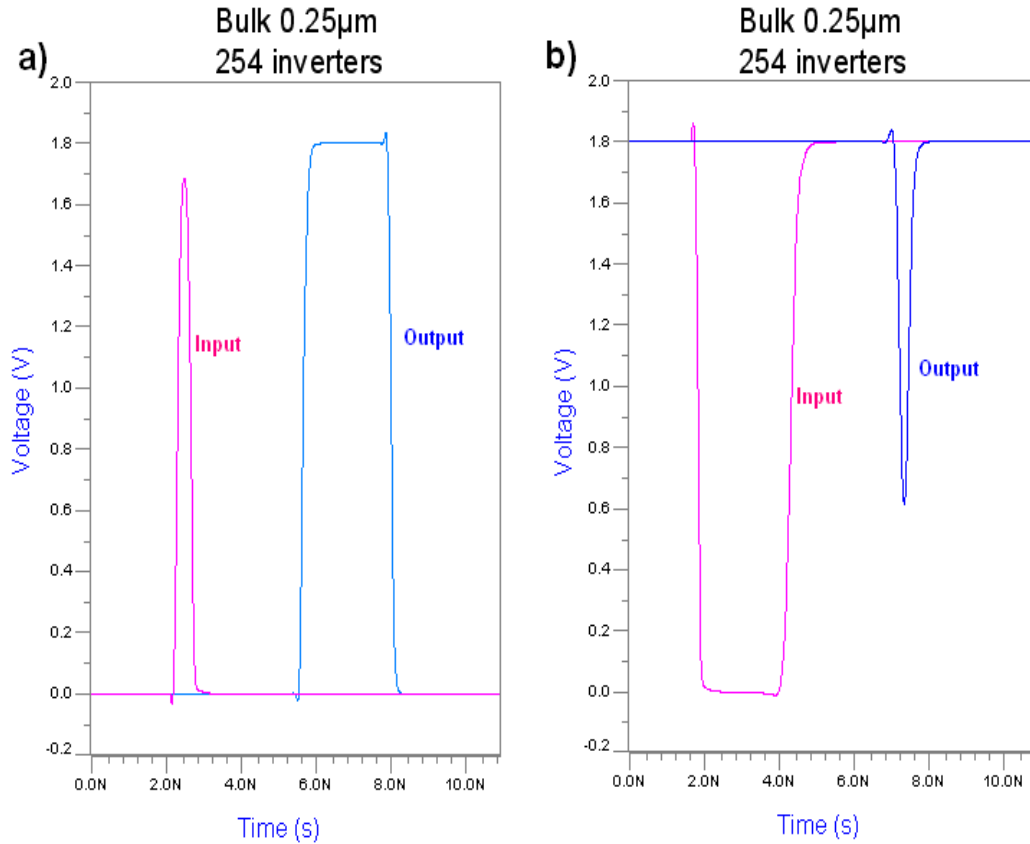 Bulk 0.25µm
254 inverters
a)
2.0
1.8
1.6
1.4
1.2
1.0
0.8
0.6
0.4
0.2
0.0
-0.2
Voltage (V)
Input
Output
0.0N 2.0N 4.0N 6.0N 8.0N 10.0N
Time (s)
Bulk 0.25µm
254 inverters
b)
2.0
1.8
1.6
1.4
1.2
1.0
0.8
0.6
0.4
0.2
0.0
-0.2
Voltage (V)
Input
Output
0.0N 2.0N 4.0N 6.0N 8.0N 10.0N
Time (s)